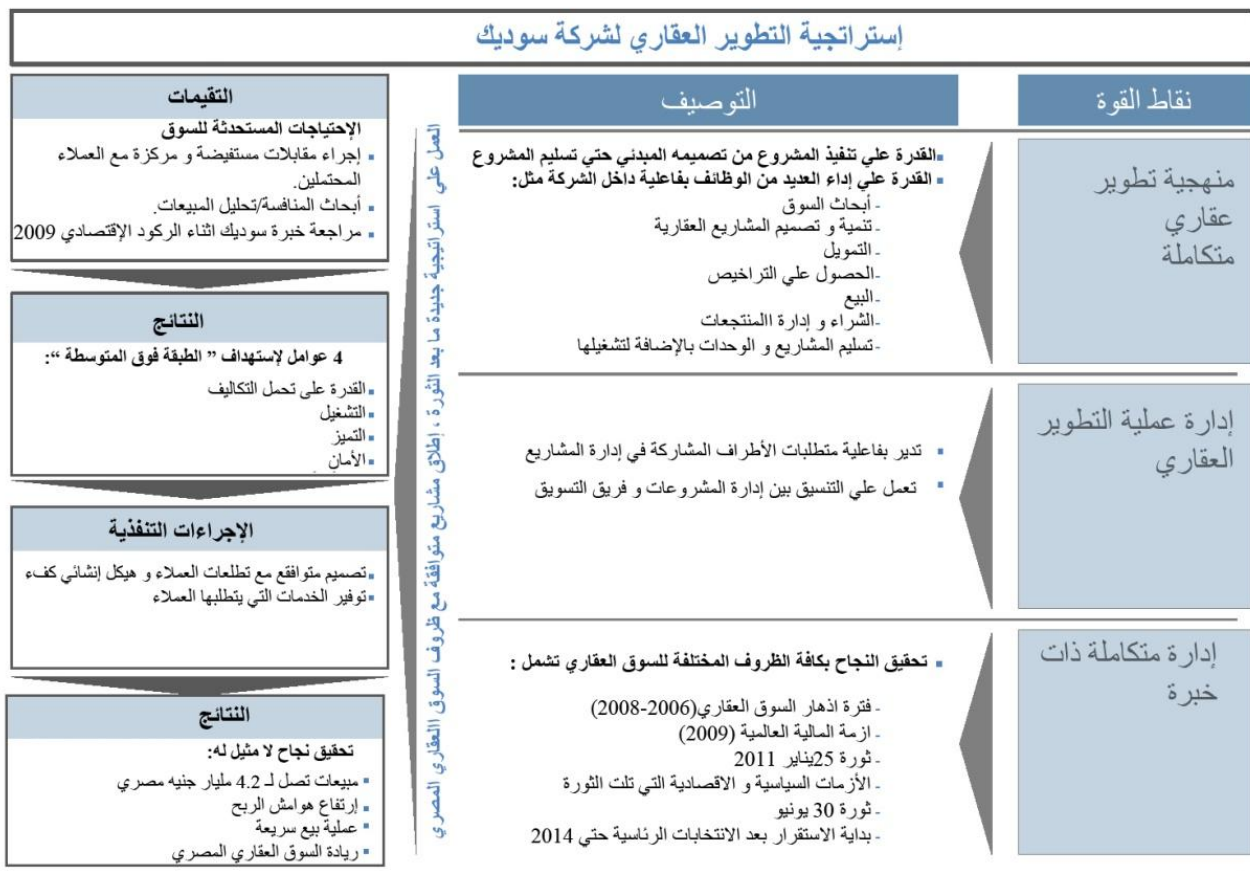 إستراتجية التطوير العقاري لشركة سوديك
نقاط القوة
التوصيف
منهجية تطوير
عقاري
متكاملة
▪القدرة علي تنفيذ المشروع من تصميمه المبدئي حتي تسليم المشروع
▪ القدرة علي إداء العديد من الوظائف بفاعلية داخل الشركة مثل:
- أبحاث السوق
- تنمية و تصميم المشاريع العقارية
- التمويل
-الحصول علي التراخيص
-البيع
-الشراء و إدارة االمنتجعات
- تسليم المشاريع و الوحدات بالإضافة لتشغيلها
إدارة عملية التطوير
العقاري
▪ تدير بفاعلية متطلبات الأطراف المشاركة في إدارة المشاريع
▪ تعمل علي التنسيق بين إدارة المشروعات و فريق التسويق
إدارة متكاملة ذات
خبرة
▪ تحقيق النجاح بكافة الظروف المختلفة للسوق العقاري تشمل :
- فترة اذهار السوق العقاري(2006-2008)
- ازمة المالية العالمية (2009)
- ثورة 25يناير 2011
- الأزمات السياسية و الاقتصادية التي تلت الثورة
- ثورة 30 يونيو
- بداية الاستقرار بعد الانتخابات الرئاسية حتي 2014
العمل علي استراتيجية جديدة ما بعد الثورة ، إطلاق مشاريع متوافقة مع ظروف السوق االعقاري المصري
التقيمات
الإحتياجات المستحدثة للسوق
▪ إجراء مقابلات مستفيضة و مركزة مع العملاء
المحتملين.
▪ أبحاث المنافسة/تحليل المبيعات.
▪ مراجعة خبرة سوديك اثناء الركود الإقتصادي 2009
النتائج
4 عوامل لإستهداف ” الطبقة فوق المتوسطة “:
▪القدرة على تحمل التكاليف
▪التشغيل
▪التميز
▪الأمان
الإجراءات التنفذية
▪تصميم متوافقع مع تطلعات العملاء و هيكل إنشائي كفء
▪توفير الخدمات التي يتطلبها العملاء
النتائج
تحقيق نجاح لا مثيل له:
▪ مبيعات تصل لـ 4.2 مليار جنيه مصري
▪ إرتفاع هوامش الربح
▪ عملية بيع سريعة
▪ ريادة السوق العقاري المصري